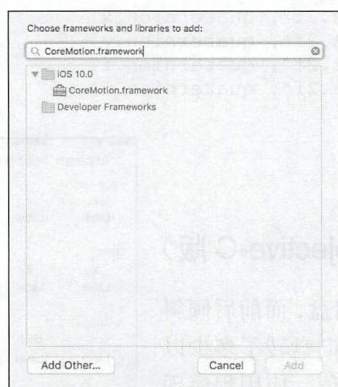 Choose frameworks and libraries to add:
CoreMotion.framework
iOS 10.0
CoreMotion.framework
Developer Frameworks
Add Other...
Cancel
Add